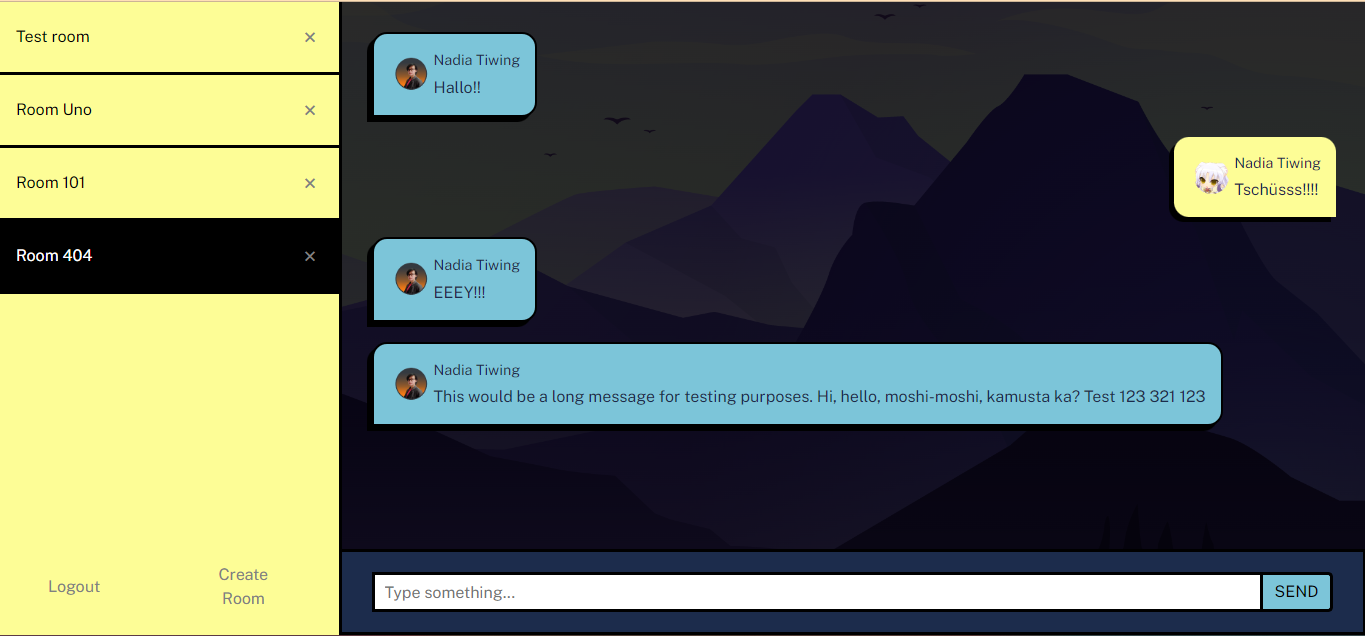 Test room ×
Room Uno ×
Room 101 ×
Room 404 ×
Logout
Create
Room
Nadia Tiwing
Hallo!!
Nadia Tiwing
Tschüsss!!!!
Nadia Tiwing
EEEY!!!
Nadia Tiwing
This would be a long message for testing purposes. Hi, hello, moshi-moshi, kamusta ka? Test 123 321 123
Type something...
SEND